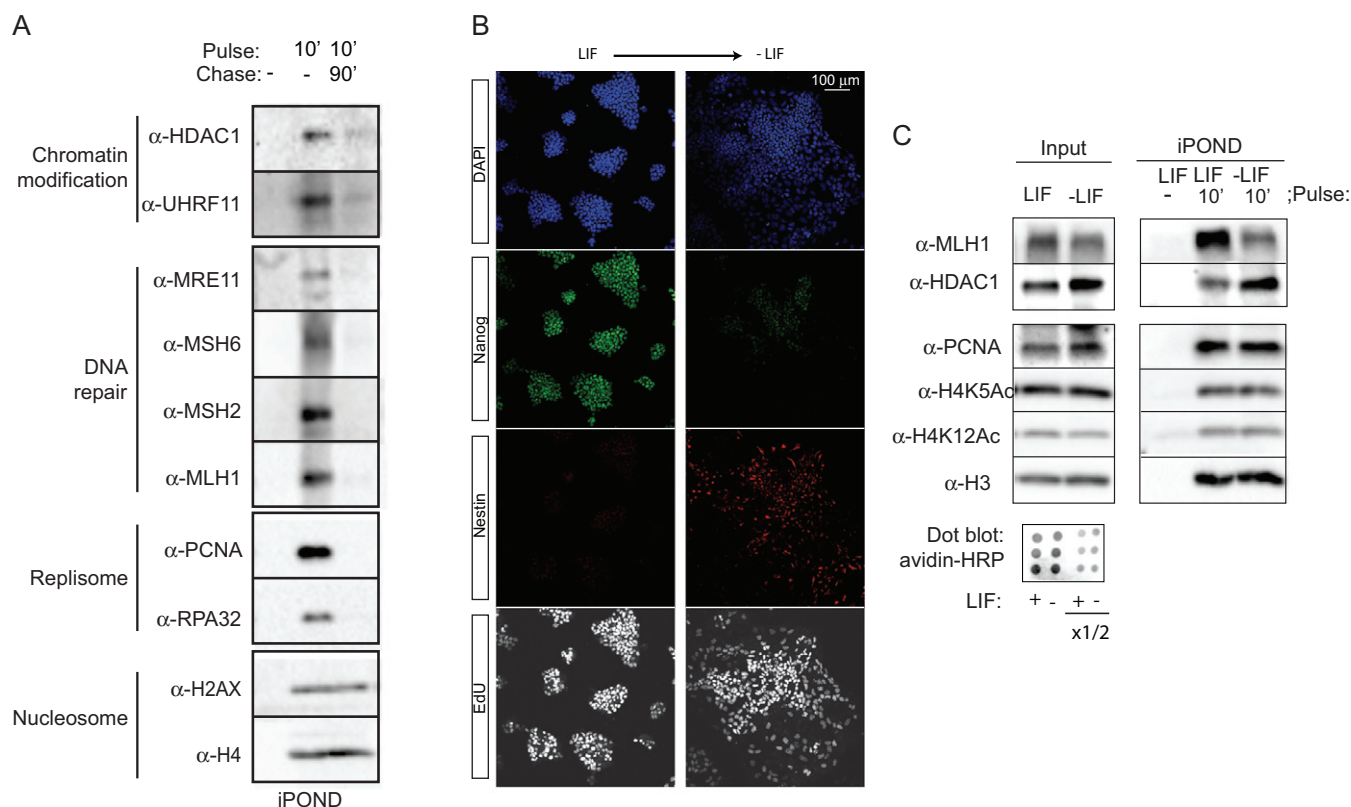 A
Pulse: 10’ 10’
Chase: - - 90’
Chromatin
modification
α-HDAC1
α-UHRF11
DNA
repair
α-MRE11
α-MSH6
α-MSH2
α-MLH1
Replisome
α-PCNA
α-RPA32
Nucleosome
α-H2AX
α-H4
iPOND
B
LIF - LIF
100 µm
DAPI
Nanog
Nestin
EdU
C
Input iPOND
LIF -LIF LIF LIF -LIF
- 10’ 10’ ;Pulse:
α-MLH1
α-HDAC1
α-PCNA
α-H4K5Ac
α-H4K12Ac
α-H3
Dot blot:
avidin-HRP
LIF: + - + -
x1/2